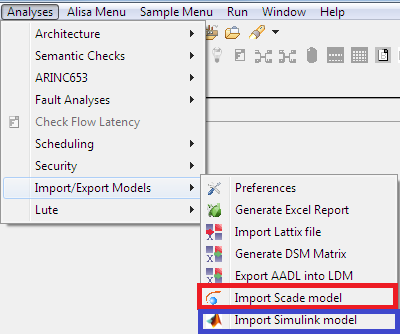 Analyses Alisa Menu Sample Menu Run Window Help
Architecture
Semantic Checks
ARINC653
Fault Analyses
Check Flow Latency
Scheduling
Security
Import/Export Models
Lute
Preferences
Generate Excel Report
Import Lattix file
Generate DSM Matrix
Export AADL into LDM
Import Scade model
Import Simulink model